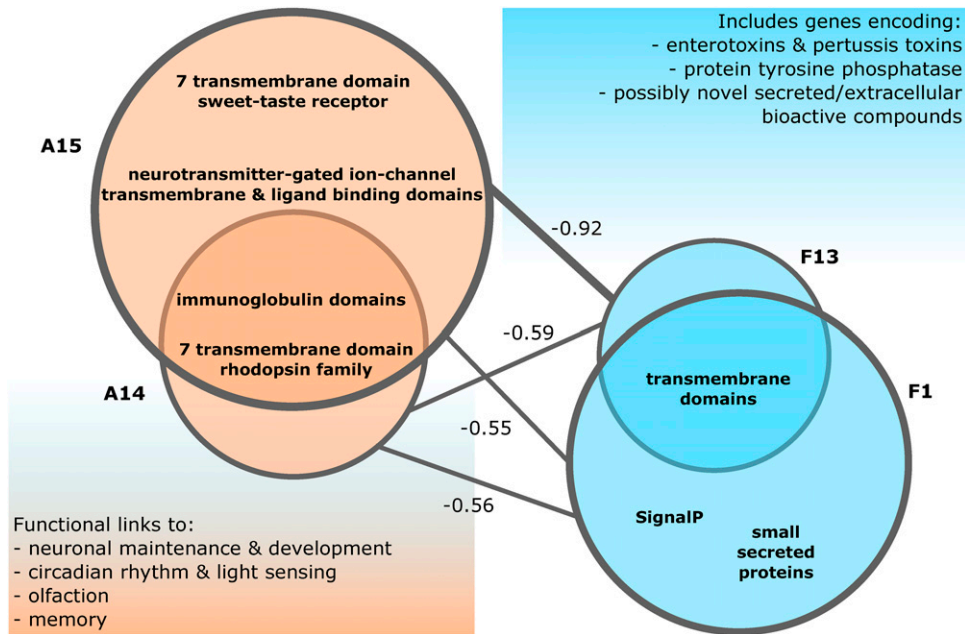 Includes genes encoding:
- enterotoxins & pertussis toxins
- protein tyrosine phosphatase
- possibly novel secreted/extracellular
bioactive compounds
A15
7 transmembrane domain
sweet-taste receptor
neurotransmitter-gated ion-channel
transmembrane & ligand binding domains
immunoglobulin domains
7 transmembrane domain
rhodopsin family
A14
-0.92
-0.59
-0.55
-0.56
F13
F1
transmembrane
domains
SignalP
small
secreted
proteins
Functional links to:
- neuronal maintenance & development
- circadian rhythm & light sensing
- olfaction
- memory